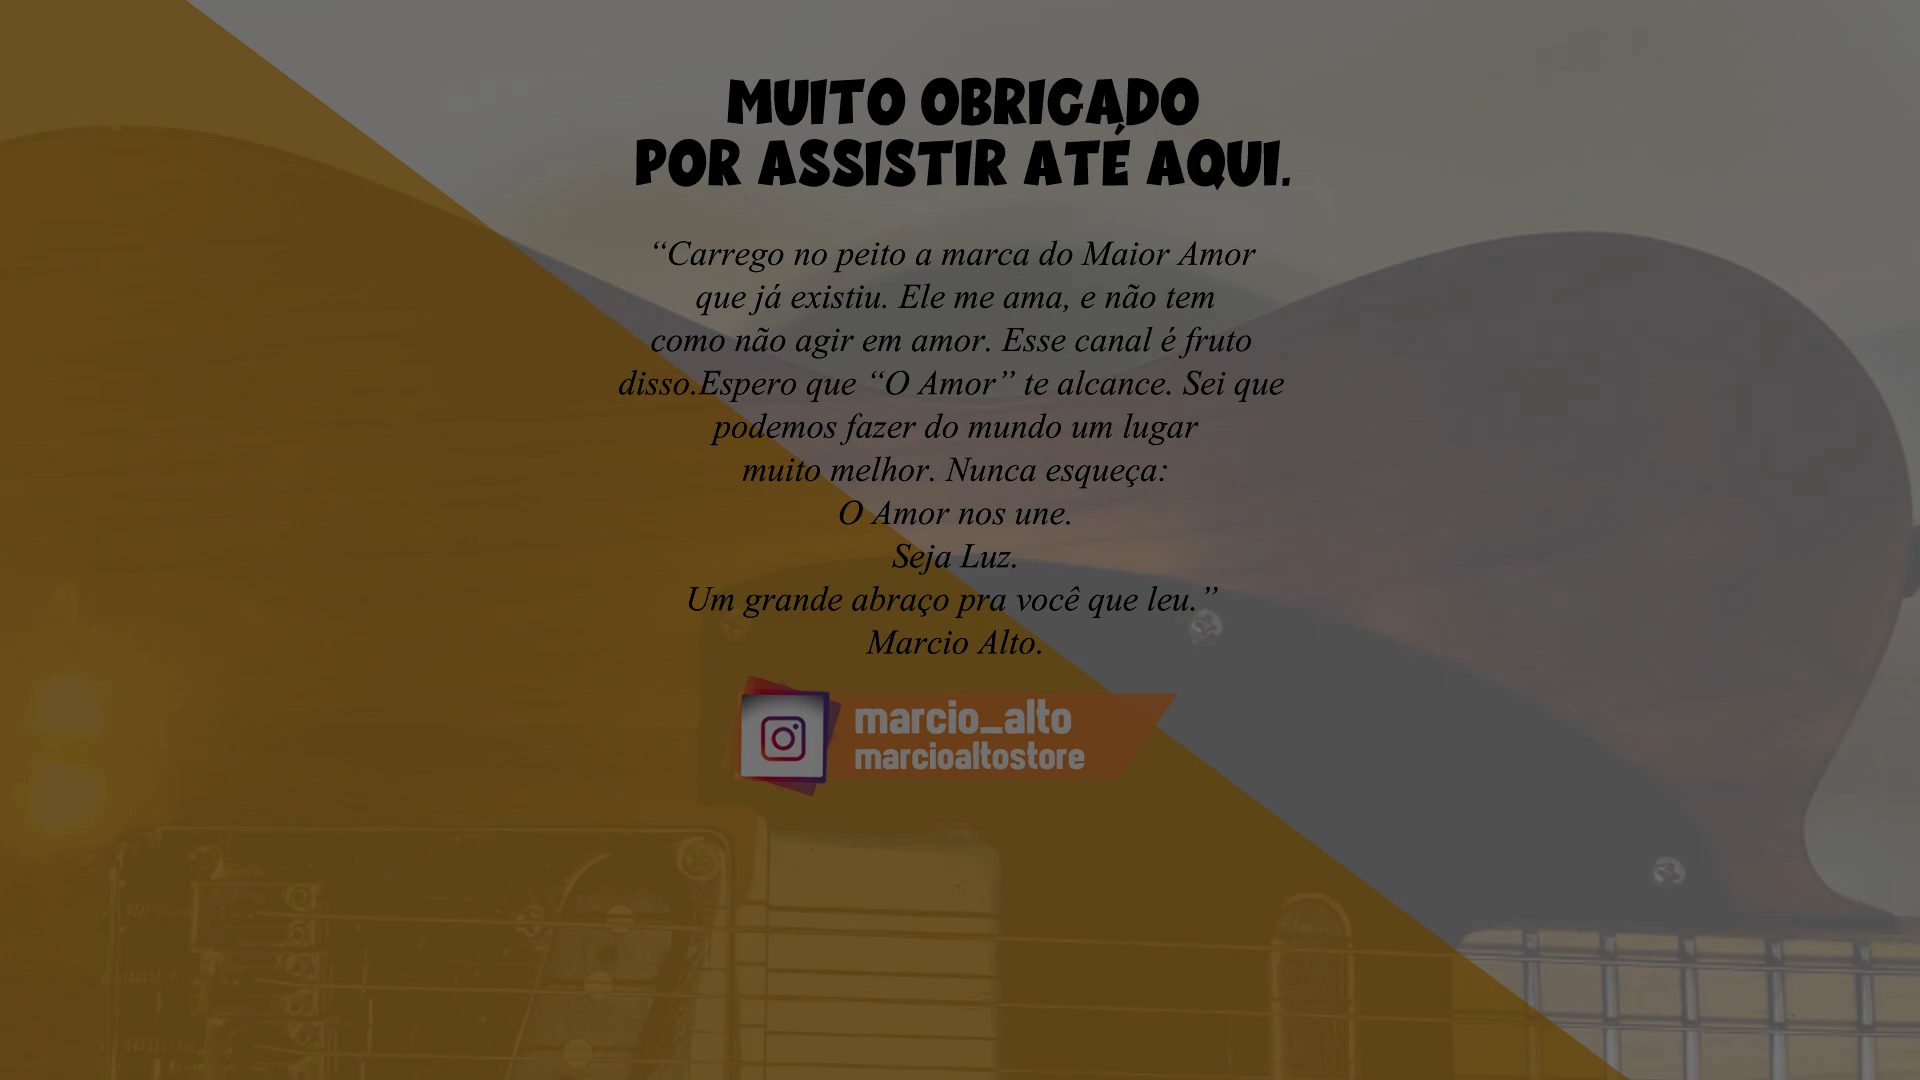 MUITO OBRIGADO
POR ASSISTIR ATÉ AQUI.
“Carrego no peito a marca do Maior Amor
que já existiu. Ele me ama, e não tem
como não agir em amor. Esse canal é fruto
disso.Espero que “O Amor” te alcance. Sei que
podemos fazer do mundo um lugar
muito melhor. Nunca esqueça:
O Amor nos une.
Seja Luz.
Um grande abraço pra você que leu.”
Marcio Alto.
marcio_alto
marcioaltostore